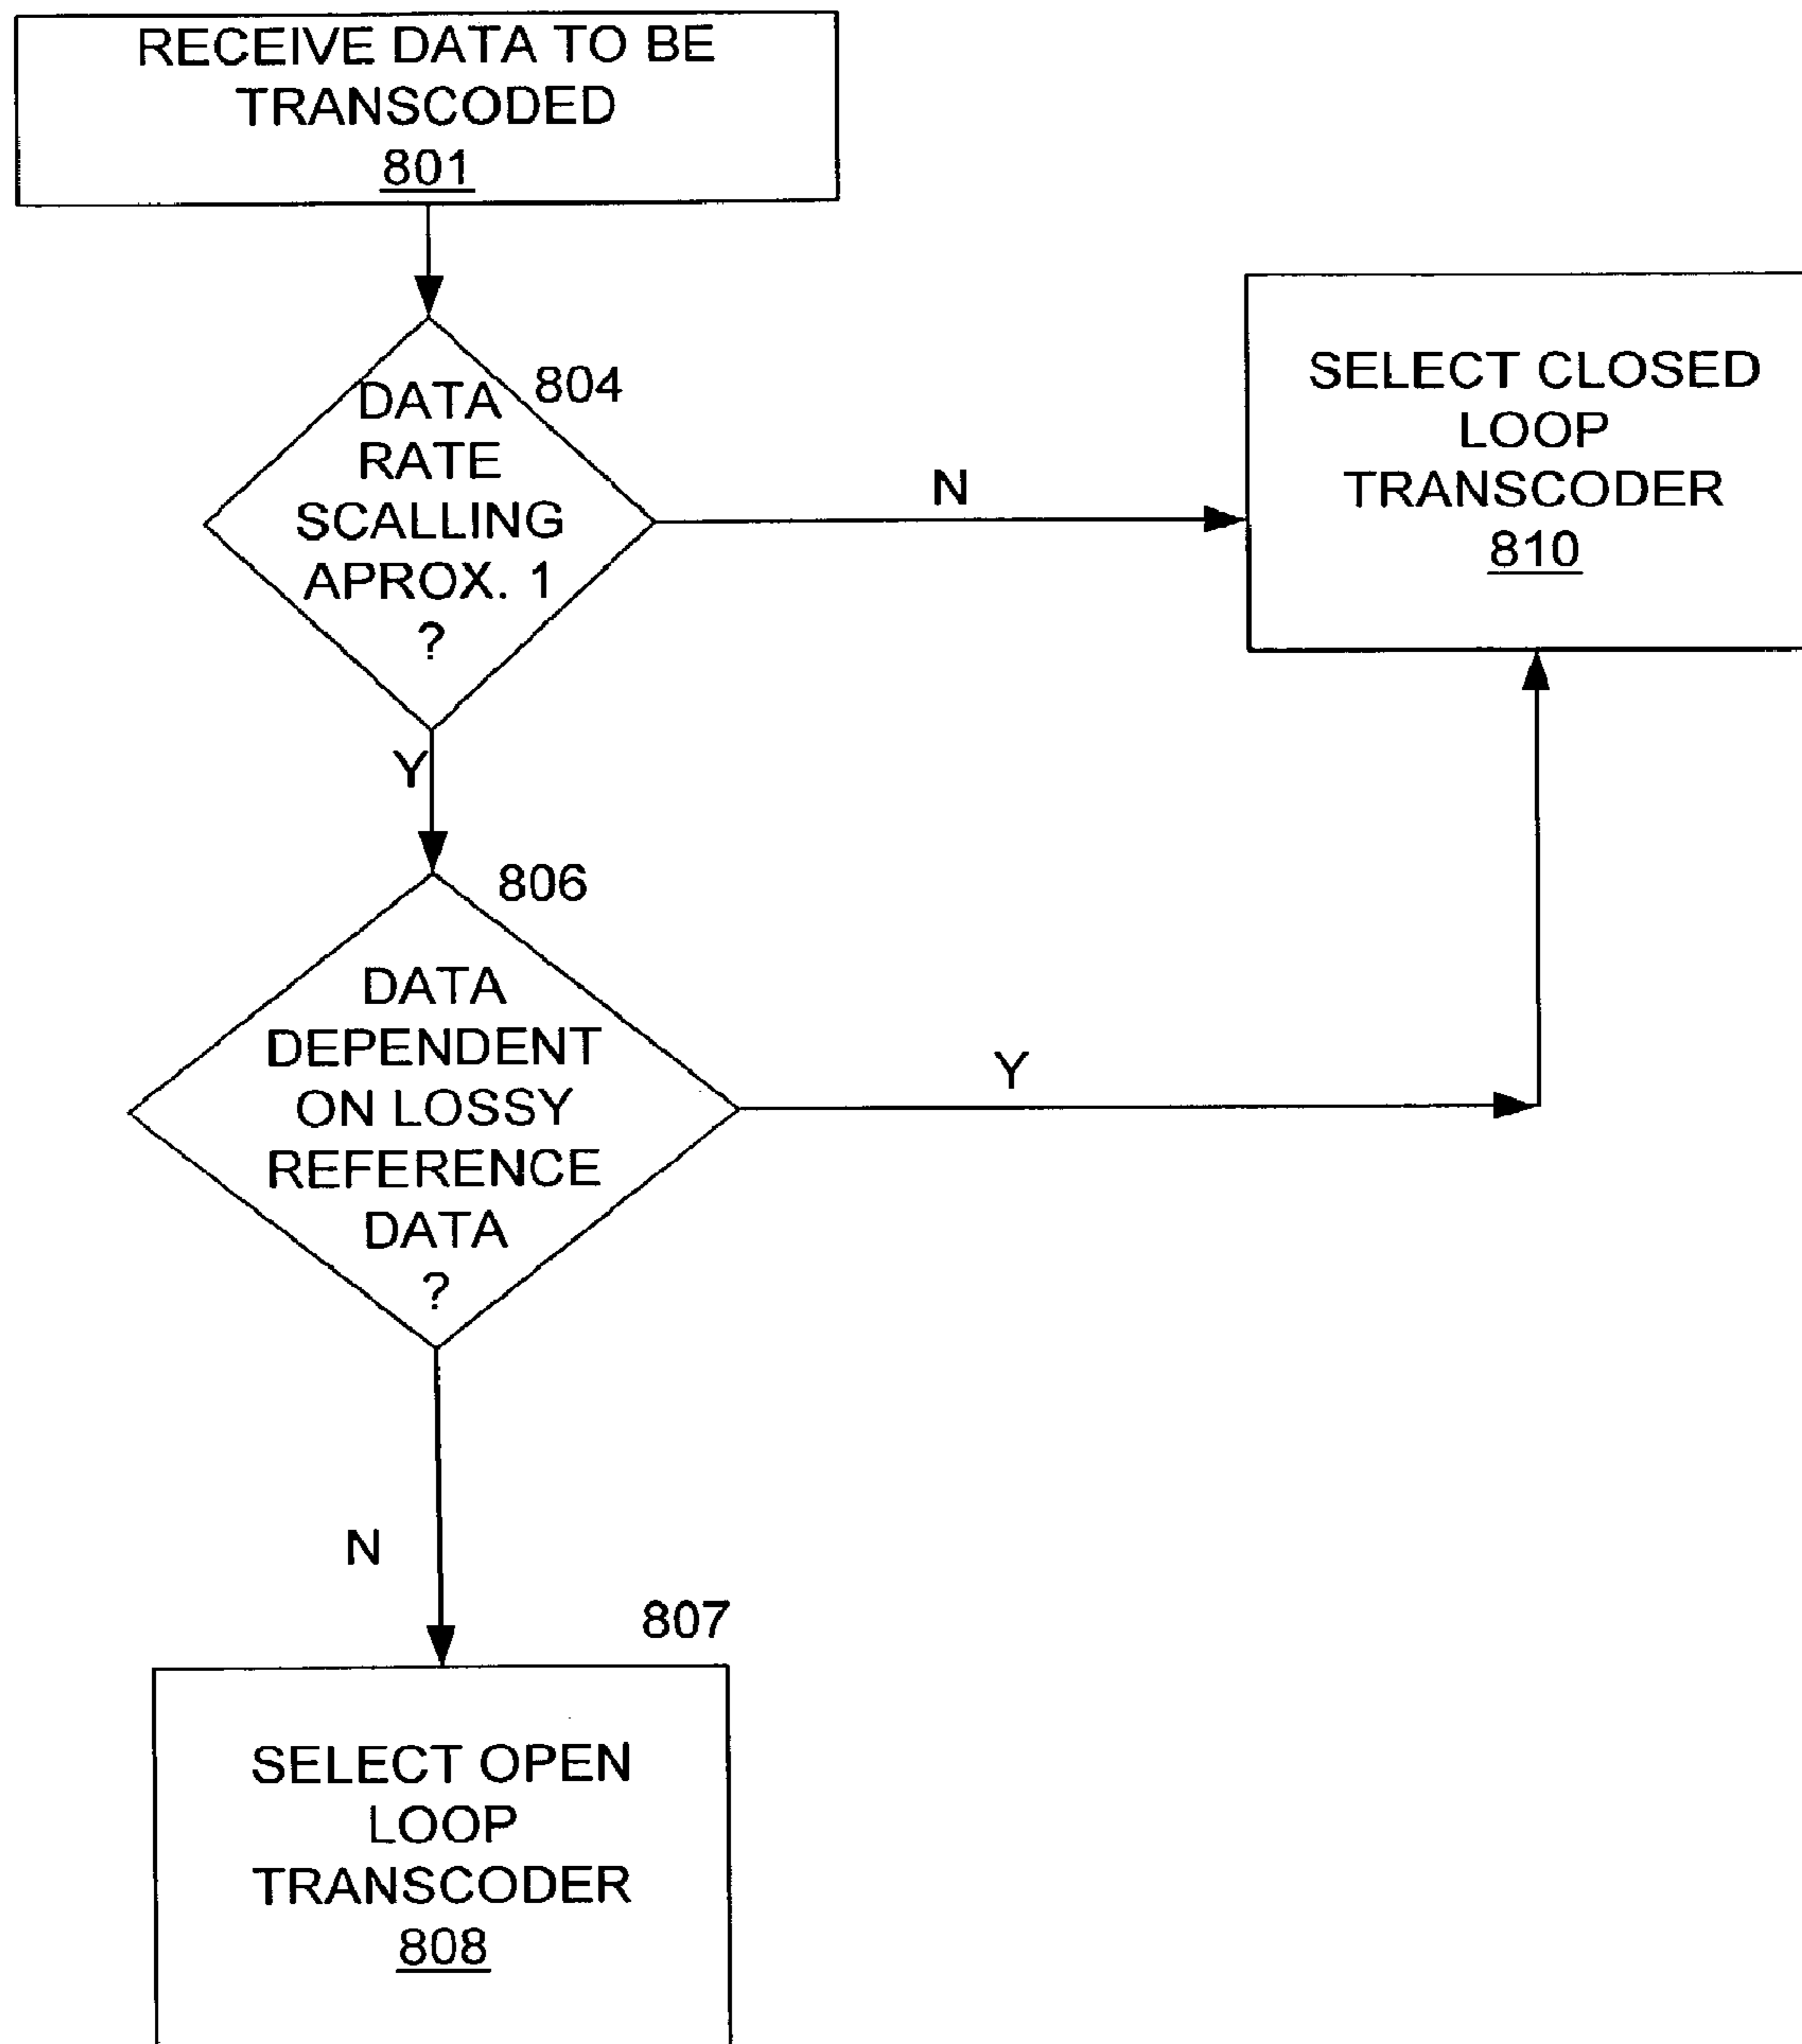 RECEIVE DATA TO BE
TRANSCODED
801
804
DATA
RATE
SCALLING
APROX. 1
?
N
SELECT CLOSED
LOOP
TRANSCODER
810
Y
806
DATA
DEPENDENT
ON LOSSY
REFERENCE
DATA
?
Y
N
807
SELECT OPEN
LOOP
TRANSCODER
808